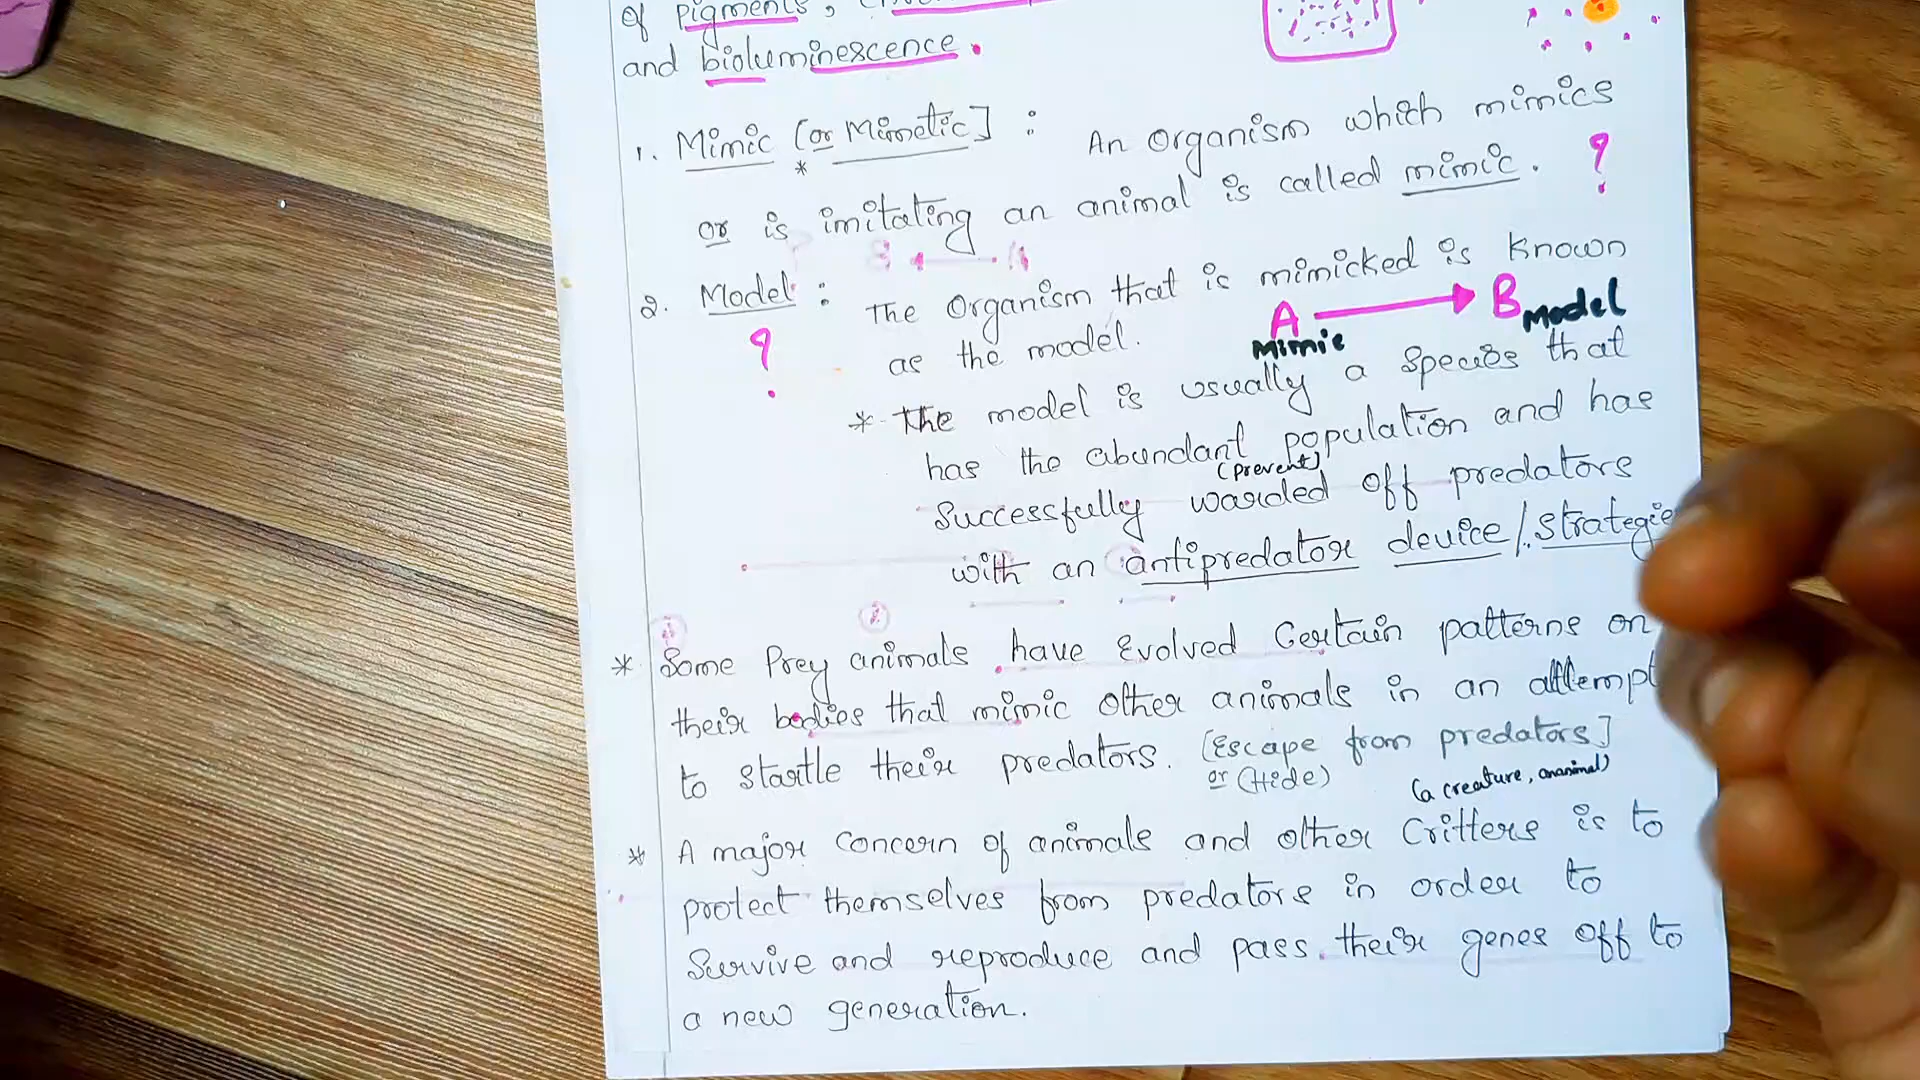 of pigments,
and bioluminescence.
1. Mimic [or Mimetic] : An organism which mimics
*
or is imitating an animal is called mimic. ?
2. Model : The organism that is mimicked is known
as the model. A → B
Mimic Model
?
* The model is usually a species that
has the abundant population and has
(prevent)
successfully warded off predators
with an antipredator device / strategie
* Some Prey animals have evolved certain patterns on
their bodies that mimic other animals in an attempt
to startle their predators. [Escape from predators]
or (Hide)
(a creature, an animal)
* A major concern of animals and other critters is to
protect themselves from predators in order to
survive and reproduce and pass their genes off to
a new generation.